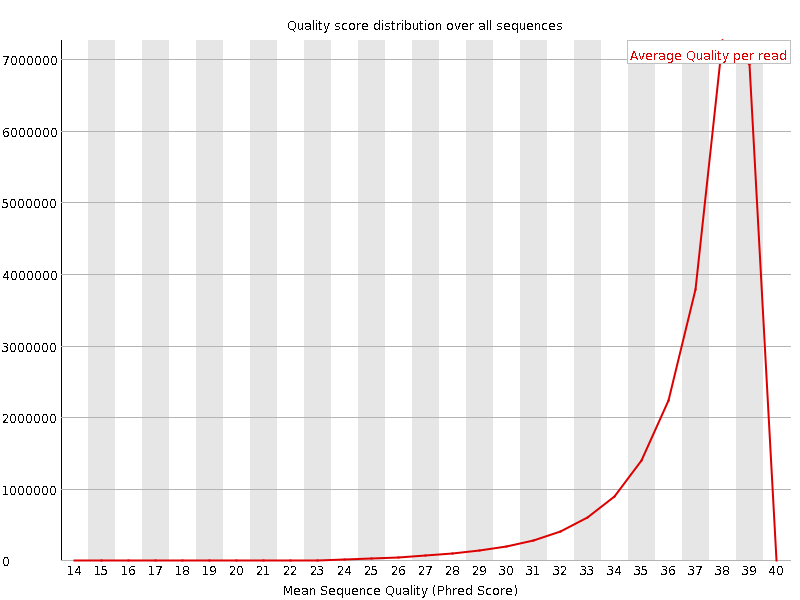 Quality score distribution over all sequences
Average Quality per read
7000000
6000000
5000000
4000000
3000000
2000000
1000000
0
14 15 16 17 18 19 20 21 22 23 24 25 26 27 28 29 30 31 32 33 34 35 36 37 38 39 40
Mean Sequence Quality (Phred Score)